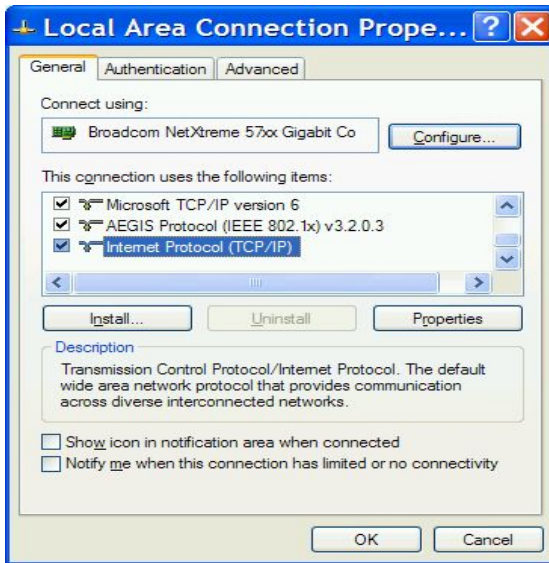 Local Area Connection Prope...
General Authentication Advanced
Connect using:
Broadcom NetXtreme 57xx Gigabit Co
Configure...
This connection uses the following items:
Microsoft TCP/IP version 6
AEGIS Protocol (IEEE 802.1x) v3.2.0.3
Internet Protocol (TCP/IP)
Install... Uninstall Properties
Description
Transmission Control Protocol/Internet Protocol. The default
wide area network protocol that provides communication
across diverse interconnected networks.
Show icon in notification area when connected
Notify me when this connection has limited or no connectivity
OK Cancel